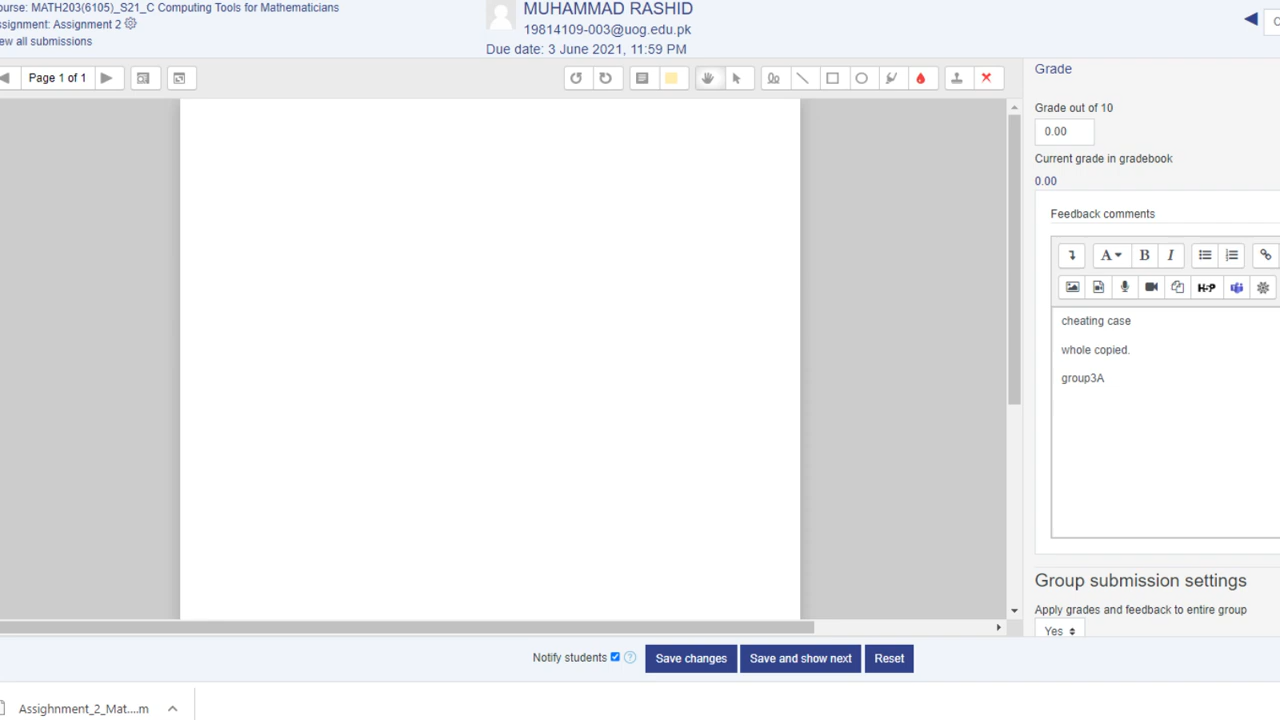 ourse: MATH203(6105)_S21_C Computing Tools for Mathematicians
ssignment: Assignment 2
ew all submissions
MUHAMMAD RASHID
19814109-003@uog.edu.pk
Due date: 3 June 2021, 11:59 PM
Page 1 of 1
Grade
Grade out of 10
0.00
Current grade in gradebook
0.00
Feedback comments
A B I
H-P
cheating case
whole copied.
group3A
Group submission settings
Apply grades and feedback to entire group
Yes
Notify students
Save changes
Save and show next
Reset
Assighnment_2_Mat....m